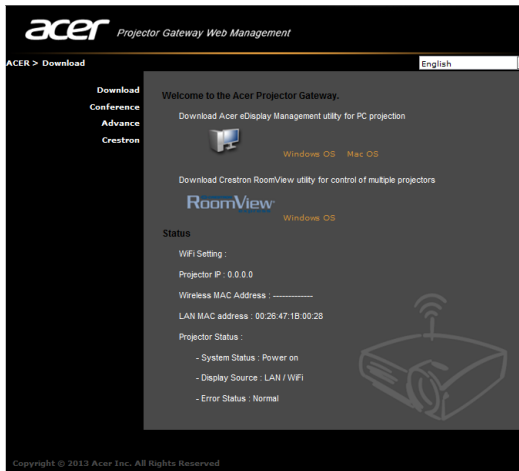 acer Projector Gateway Web Management
ACER > Download English
Download
Conference
Advance
Crestron
Welcome to the Acer Projector Gateway.
Download Acer eDisplay Management utility for PC projection
Windows OS Mac OS
Download Crestron RoomView utility for control of multiple projectors
RoomView
Windows OS
Status
WiFi Setting :
Projector IP : 0.0.0.0
Wireless MAC Address : -------------
LAN MAC address : 00:26:47:1B:00:28
Projector Status :
- System Status : Power on
- Display Source : LAN / WiFi
- Error Status : Normal
Copyright © 2013 Acer Inc. All Rights Reserved